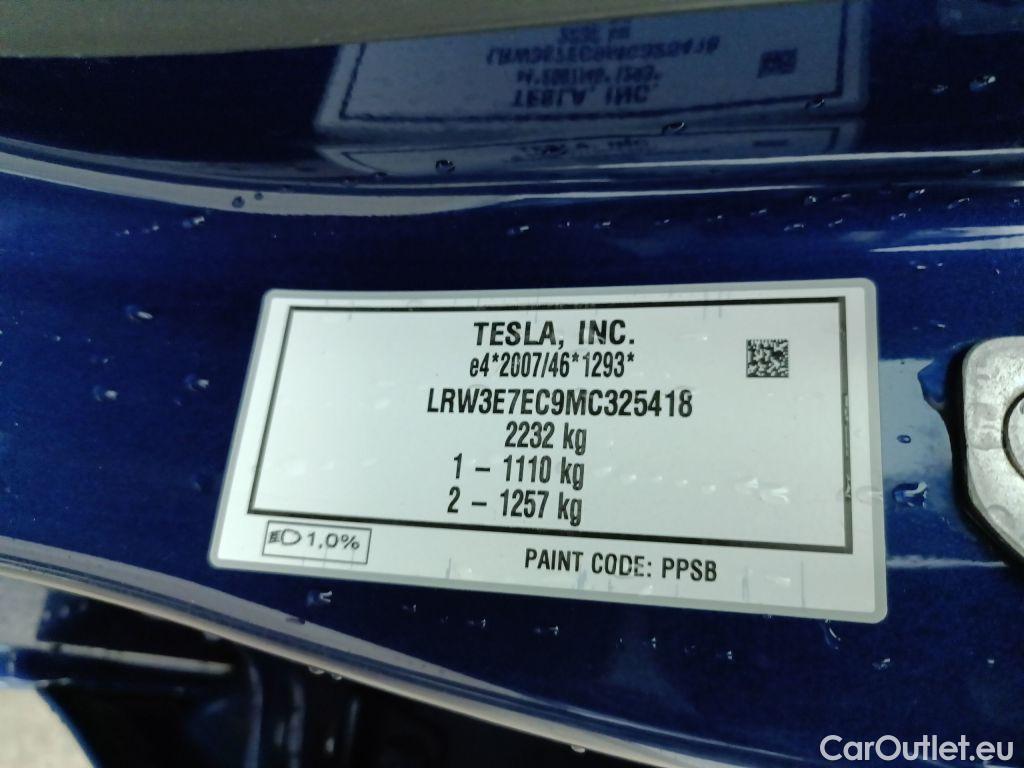 TESLA, INC.
e4*2007/46*1293*
LRW3E7EC9MC325418
2232 kg
1 - 1110 kg
2 - 1257 kg
1,0%
PAINT CODE: PPSB
CarOutlet.eu